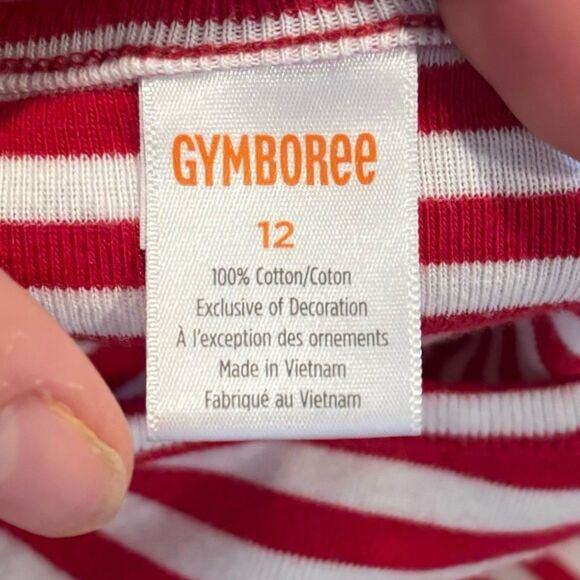 GYMBOREE
12
100% Cotton/Coton
Exclusive of Decoration
À l'exception des ornements
Made in Vietnam
Fabriqué au Vietnam